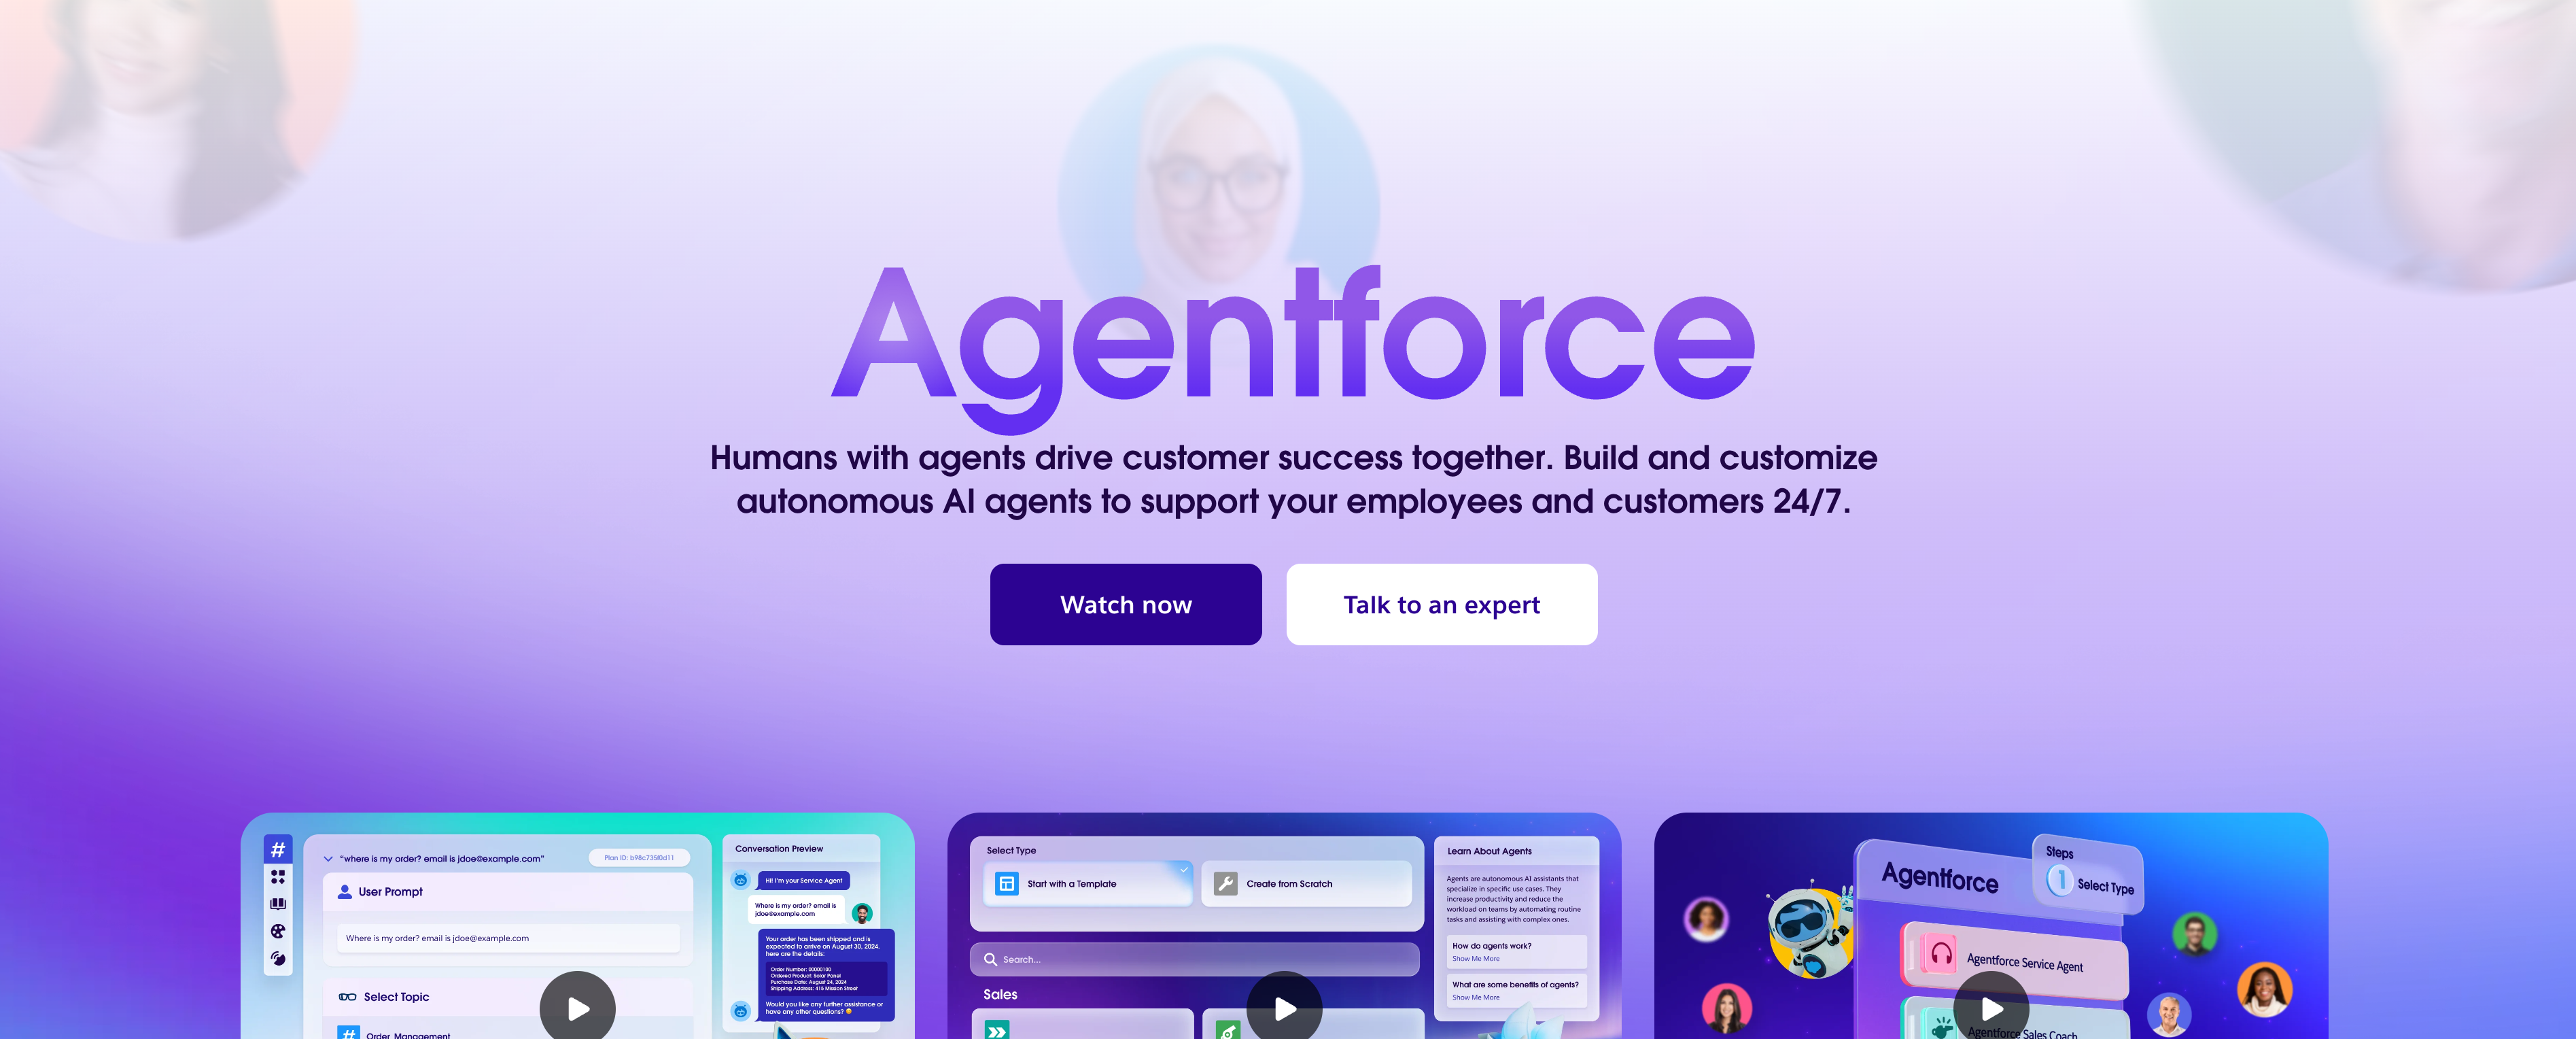 Agentforce
Humans with agents drive customer success together. Build and customize
autonomous AI agents to support your employees and customers 24/7.
Watch now
Talk to an expert
#
"where is my order? email is jdoe@example.com"
Plan ID: b98c735f0d11
User Prompt
Where is my order? email is jdoe@example.com
Select Topic
#
Order Management
Conversation Preview
Hi! I'm your Service Agent
Where is my order? email is
jdoe@example.com
Your order has been shipped and is
expected to arrive on August 30, 2024.
here are the details:
Order Number: 00000100
Ordered Product: Solar Panel
Purchase Date: August 24, 2024
Shipping Address: 415 Mission Street
Would you like any further assistance or
have any other questions? 😀
Select Type
Start with a Template
Create from Scratch
Search...
Sales
Learn About Agents
Agents are autonomous AI assistants that
specialize in specific use cases. They
increase productivity and reduce the
workload on teams by automating routine
tasks and assisting with complex ones.
How do agents work?
Show Me More
What are some benefits of agents?
Show Me More
Agentforce
Steps
1 Select Type
Agentforce Service Agent
Agentforce Sales Coach